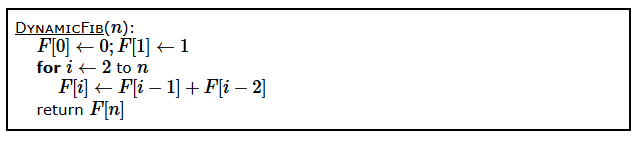 DYNAMICFIB(n):
F[0] ← 0; F[1] ← 1
for i ← 2 to n
F[i] ← F[i − 1] + F[i − 2]
return F[n]